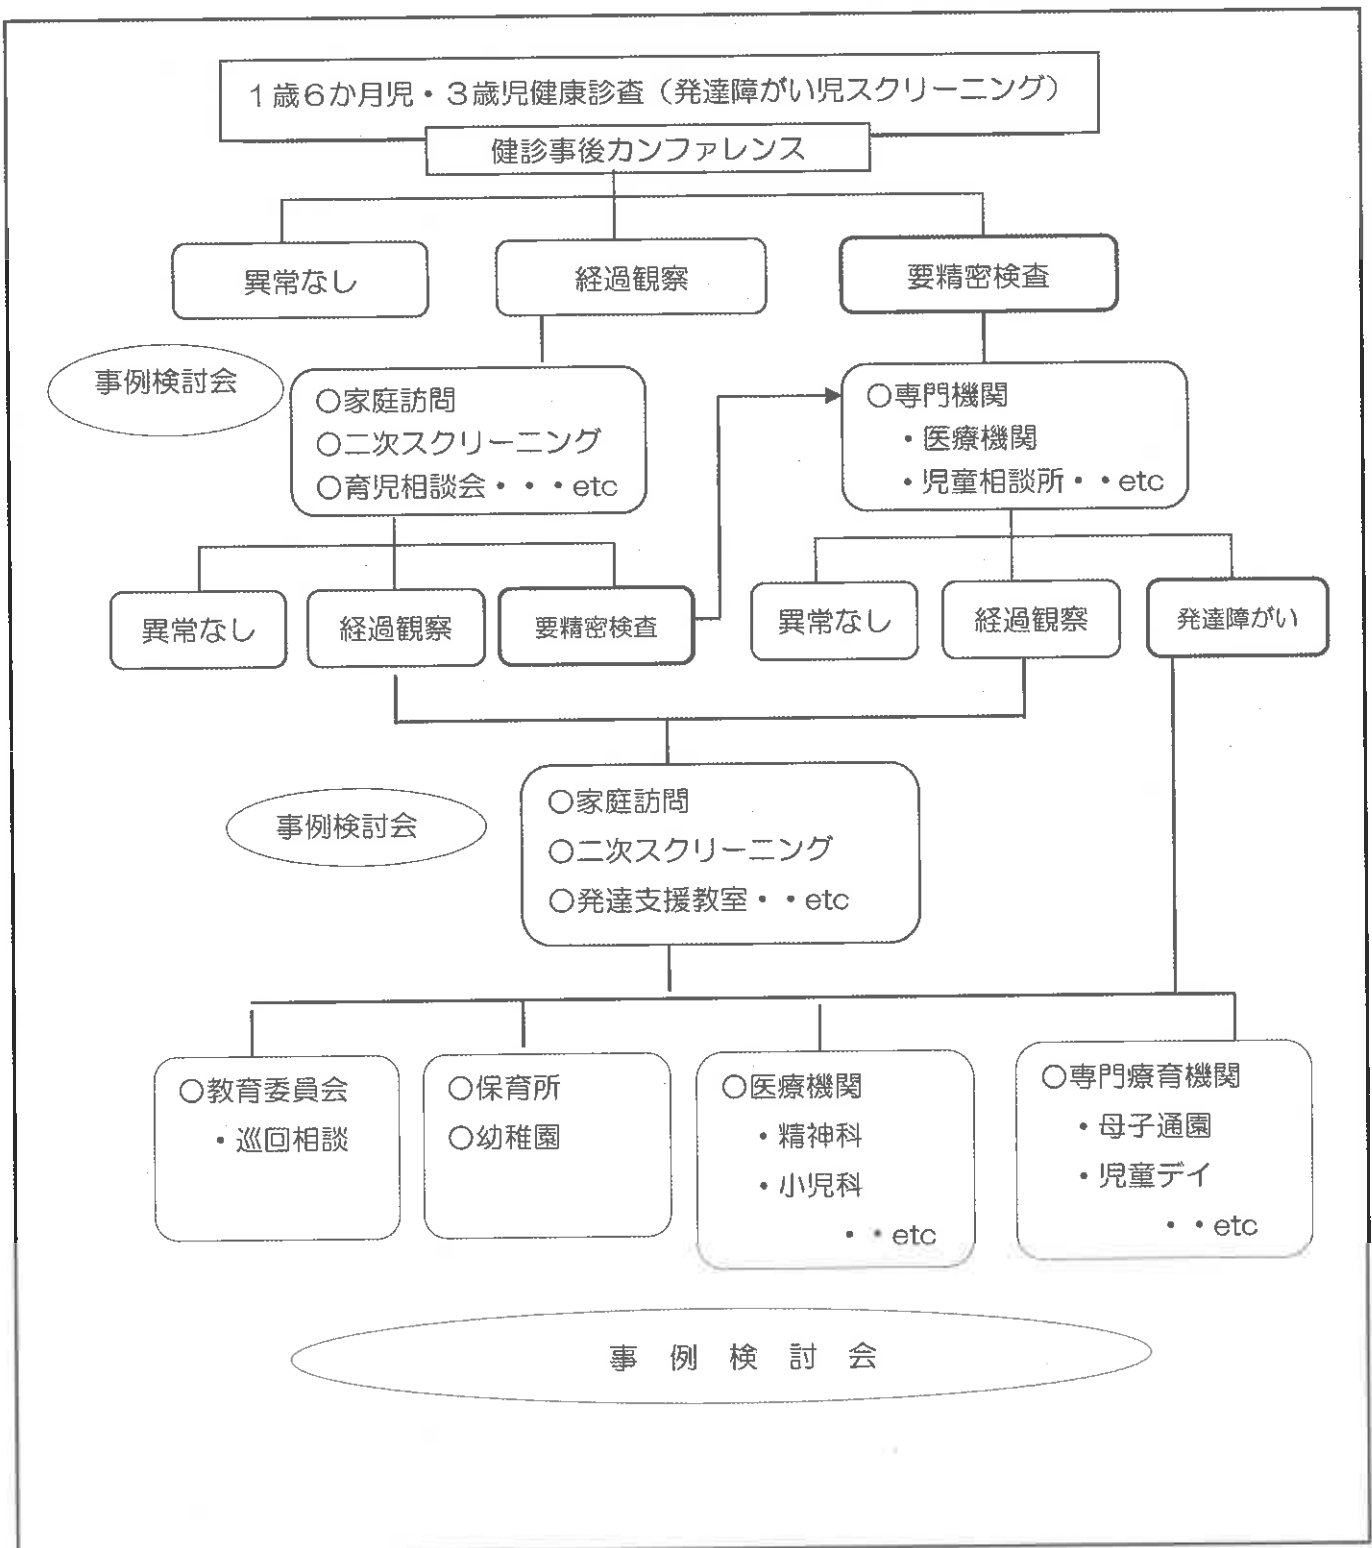 1歳6か月児・3歳児健康診査（発達障がい児スクリーニング）
健診事後カンファレンス
異常なし
経過観察
要精密検査
事例検討会
○家庭訪問
○二次スクリーニング
○育児相談会・・・etc
○専門機関
・医療機関
・児童相談所・・etc
異常なし
経過観察
要精密検査
異常なし
経過観察
発達障がい
事例検討会
○家庭訪問
○二次スクリーニング
○発達支援教室・・etc
○教育委員会
・巡回相談
○保育所
○幼稚園
○医療機関
・精神科
・小児科
・・etc
○専門療育機関
・母子通園
・児童デイ
・・etc
事例検討会